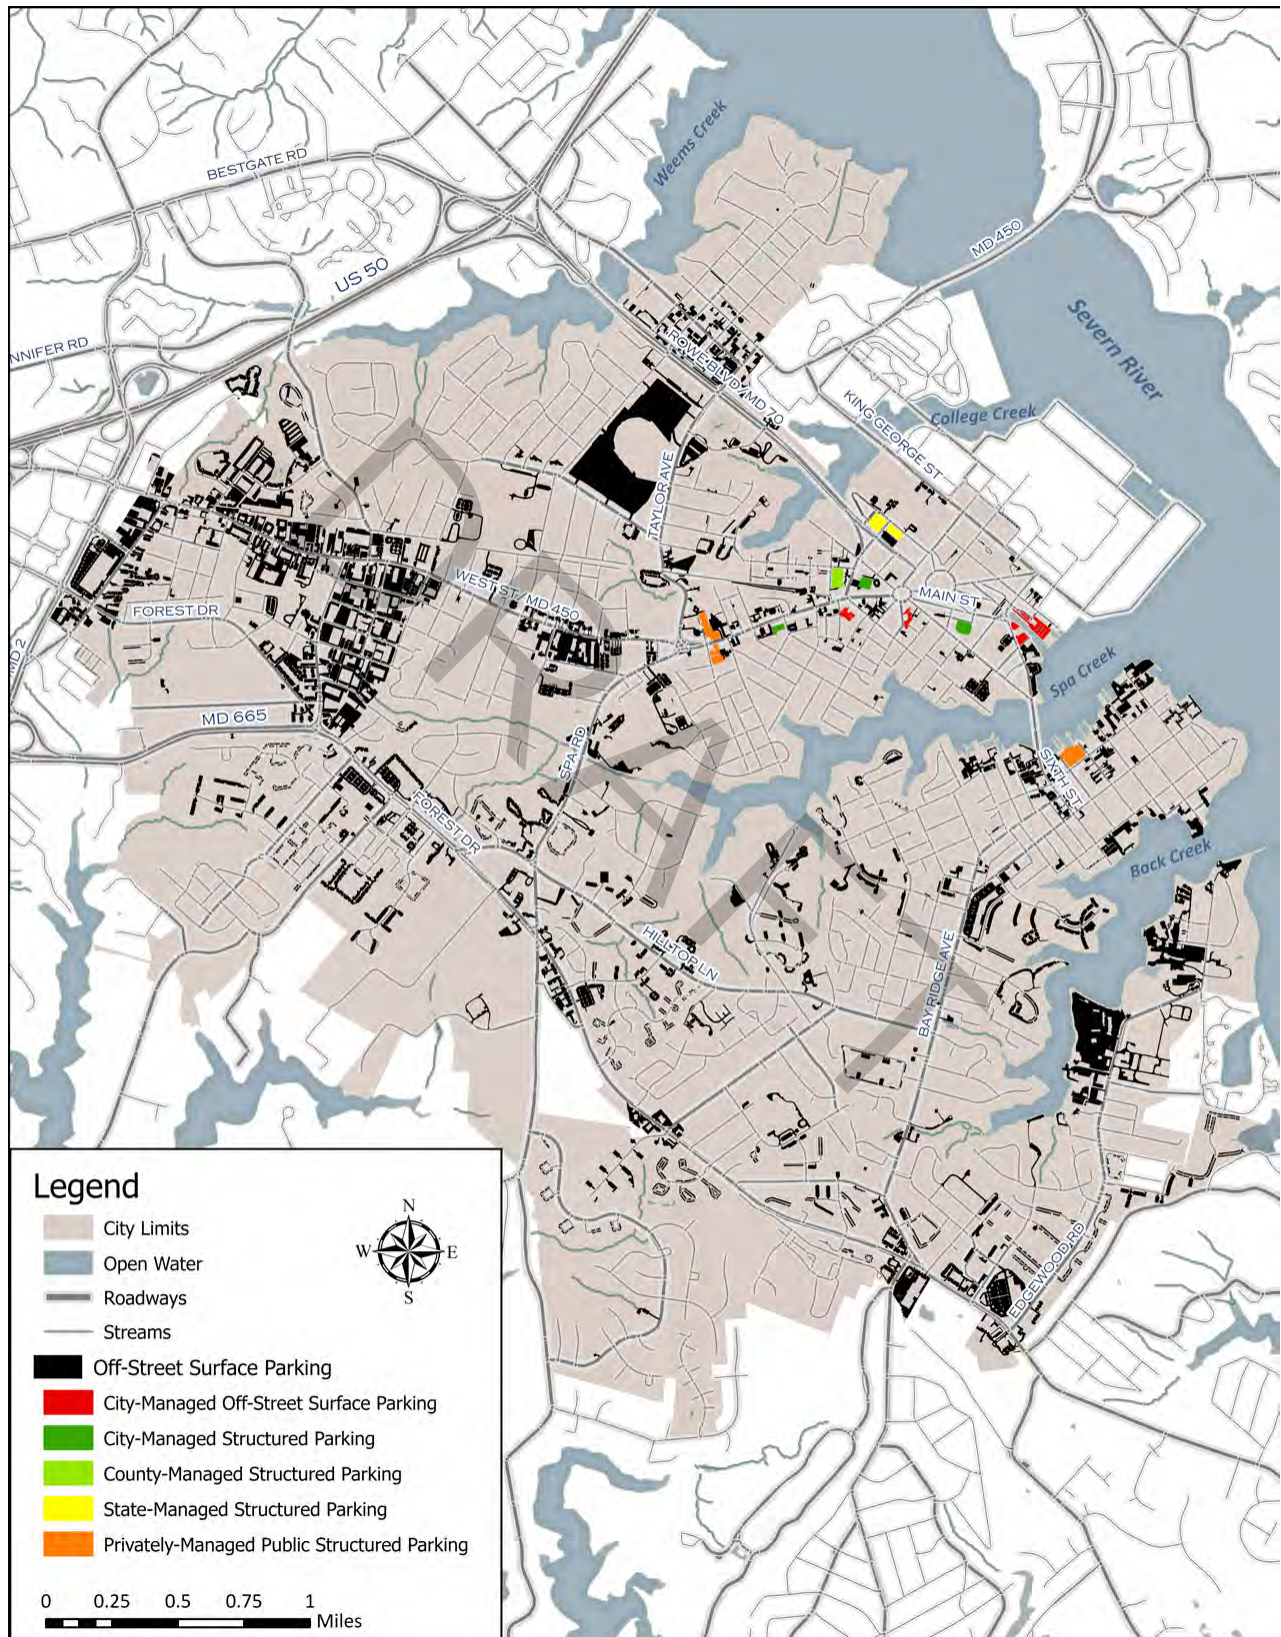 Weems Creek
BESTGATE RD
MD 450
US 50
Severn River
NNIFER RD
ROWE BLVD/MD 70
KING GEORGE ST
College Creek
TAYLOR AVE
WEST ST/MD 450
MAIN ST
FOREST DR
MD 2
Spa Creek
MD 665
SPA RD
SIXTH ST
FOREST DR
Back Creek
HILLTOP LN
BAY RIDGE AVE
EDGEWOOD RD
DRAFT
Legend
City Limits
Open Water
Roadways
Streams
Off-Street Surface Parking
City-Managed Off-Street Surface Parking
City-Managed Structured Parking
County-Managed Structured Parking
State-Managed Structured Parking
Privately-Managed Public Structured Parking
N
W E
S
0 0.25 0.5 0.75 1
Miles